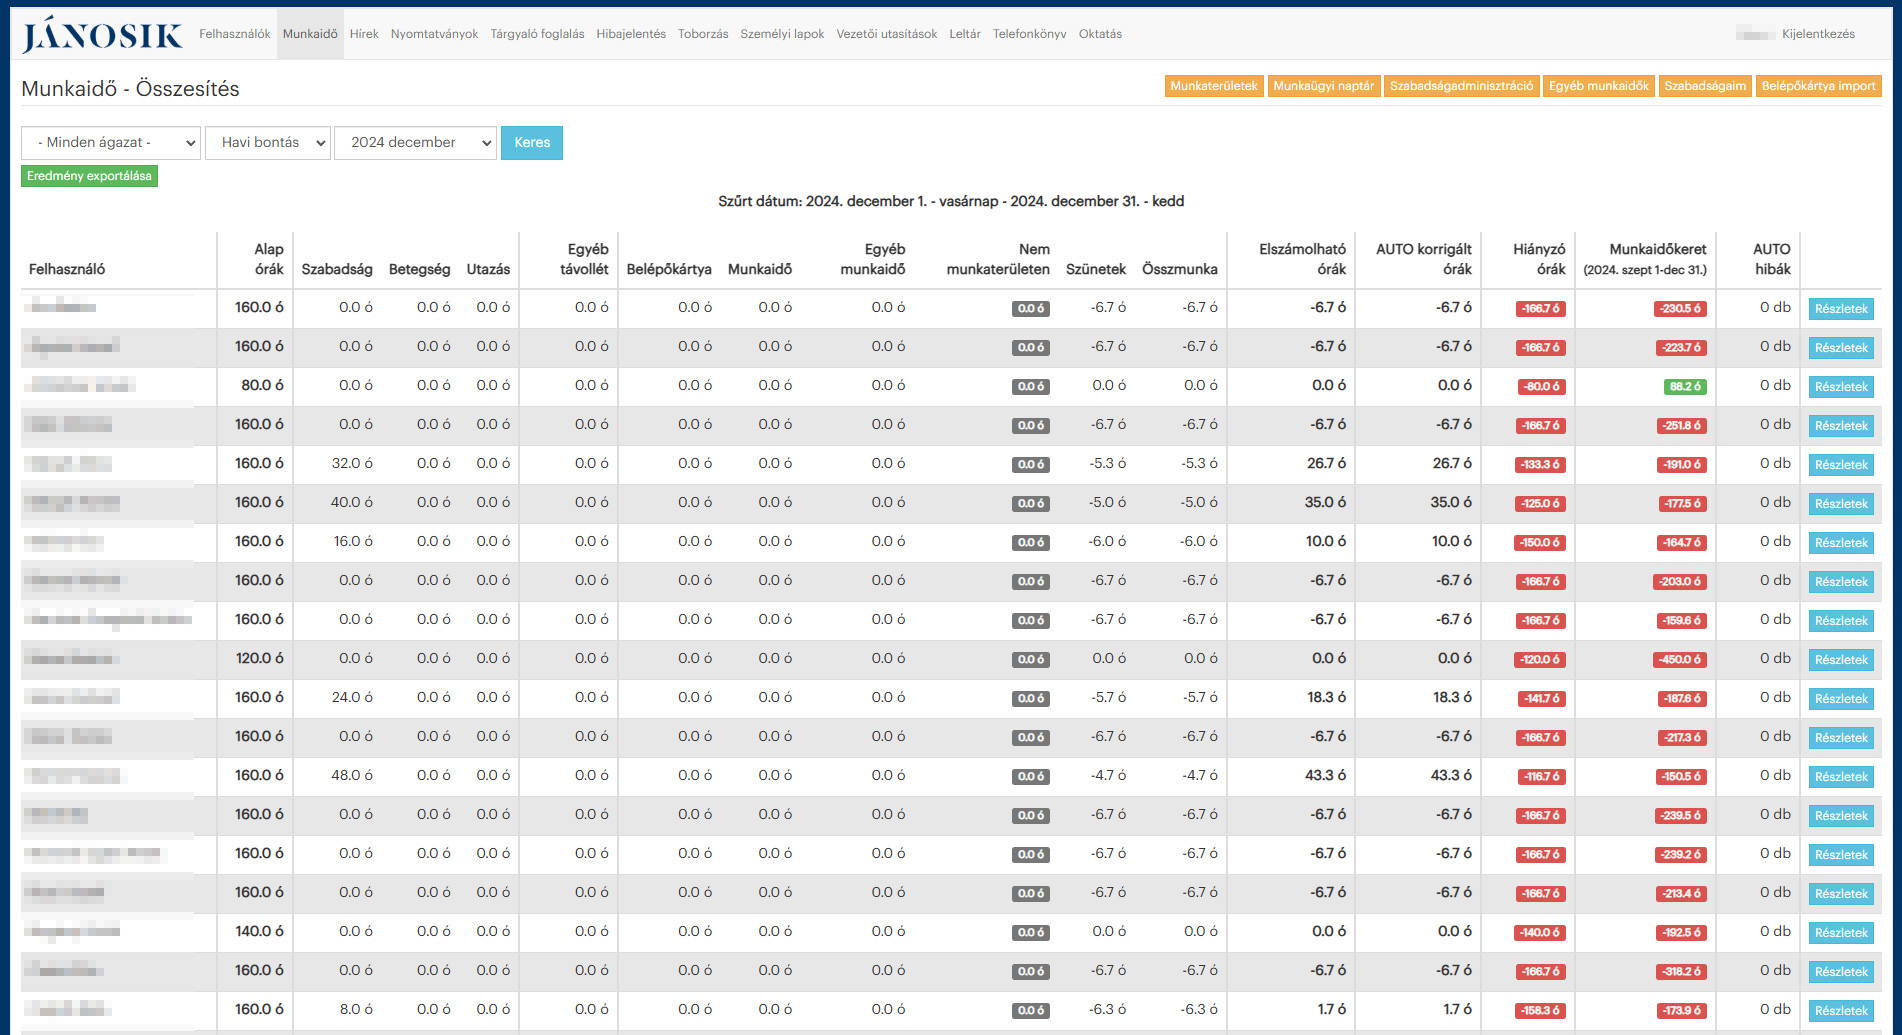 JÁNOSIK Felhasználók Munkaidő Hírek Nyomtatványok Tárgyaló foglalás Hibajelentés Toborzás Személyi lapok Vezetői utasítások Leltár Telefonkönyv Oktatás Kijelentkezés
Munkaidő - Összesítés Munkaterületek Munkaügyi naptár Szabadságadminisztráció Egyéb munkaidők Szabadságaim Belépőkártya import
- Minden ágazat - Havi bontás 2024 december Keres
Eredmény exportálása
Szűrt dátum: 2024. december 1. - vasárnap - 2024. december 31. - kedd
Felhasználó Alap órák Szabadság Betegség Utazás Egyéb távollét Belépőkártya Munkaidő Egyéb munkaidő Nem munkaterületen Szünetek Összmunka Elszámolható órák AUTO korrigált órák Hiányzó órák Munkaidőkeret (2024. szept 1-dec 31.) AUTO hibák
160.0 ó 0.0 ó 0.0 ó 0.0 ó 0.0 ó 0.0 ó 0.0 ó 0.0 ó 0.0 ó -6.7 ó -6.7 ó -6.7 ó -6.7 ó -166.7 ó -230.5 ó 0 db Részletek
160.0 ó 0.0 ó 0.0 ó 0.0 ó 0.0 ó 0.0 ó 0.0 ó 0.0 ó 0.0 ó -6.7 ó -6.7 ó -6.7 ó -6.7 ó -166.7 ó -223.7 ó 0 db Részletek
80.0 ó 0.0 ó 0.0 ó 0.0 ó 0.0 ó 0.0 ó 0.0 ó 0.0 ó 0.0 ó 0.0 ó 0.0 ó 0.0 ó 0.0 ó -80.0 ó 88.2 ó 0 db Részletek
160.0 ó 0.0 ó 0.0 ó 0.0 ó 0.0 ó 0.0 ó 0.0 ó 0.0 ó 0.0 ó -6.7 ó -6.7 ó -6.7 ó -6.7 ó -166.7 ó -251.8 ó 0 db Részletek
160.0 ó 32.0 ó 0.0 ó 0.0 ó 0.0 ó 0.0 ó 0.0 ó 0.0 ó 0.0 ó -5.3 ó -5.3 ó 26.7 ó 26.7 ó -133.3 ó -191.0 ó 0 db Részletek
160.0 ó 40.0 ó 0.0 ó 0.0 ó 0.0 ó 0.0 ó 0.0 ó 0.0 ó 0.0 ó -5.0 ó -5.0 ó 35.0 ó 35.0 ó -125.0 ó -177.5 ó 0 db Részletek
160.0 ó 16.0 ó 0.0 ó 0.0 ó 0.0 ó 0.0 ó 0.0 ó 0.0 ó 0.0 ó -6.0 ó -6.0 ó 10.0 ó 10.0 ó -150.0 ó -164.7 ó 0 db Részletek
160.0 ó 0.0 ó 0.0 ó 0.0 ó 0.0 ó 0.0 ó 0.0 ó 0.0 ó 0.0 ó -6.7 ó -6.7 ó -6.7 ó -6.7 ó -166.7 ó -203.0 ó 0 db Részletek
160.0 ó 0.0 ó 0.0 ó 0.0 ó 0.0 ó 0.0 ó 0.0 ó 0.0 ó 0.0 ó -6.7 ó -6.7 ó -6.7 ó -6.7 ó -166.7 ó -159.6 ó 0 db Részletek
120.0 ó 0.0 ó 0.0 ó 0.0 ó 0.0 ó 0.0 ó 0.0 ó 0.0 ó 0.0 ó 0.0 ó 0.0 ó 0.0 ó 0.0 ó -120.0 ó -450.0 ó 0 db Részletek
160.0 ó 24.0 ó 0.0 ó 0.0 ó 0.0 ó 0.0 ó 0.0 ó 0.0 ó 0.0 ó -5.7 ó -5.7 ó 18.3 ó 18.3 ó -141.7 ó -187.6 ó 0 db Részletek
160.0 ó 0.0 ó 0.0 ó 0.0 ó 0.0 ó 0.0 ó 0.0 ó 0.0 ó 0.0 ó -6.7 ó -6.7 ó -6.7 ó -6.7 ó -166.7 ó -217.3 ó 0 db Részletek
160.0 ó 48.0 ó 0.0 ó 0.0 ó 0.0 ó 0.0 ó 0.0 ó 0.0 ó 0.0 ó -4.7 ó -4.7 ó 43.3 ó 43.3 ó -116.7 ó -150.5 ó 0 db Részletek
160.0 ó 0.0 ó 0.0 ó 0.0 ó 0.0 ó 0.0 ó 0.0 ó 0.0 ó 0.0 ó -6.7 ó -6.7 ó -6.7 ó -6.7 ó -166.7 ó -239.5 ó 0 db Részletek
160.0 ó 0.0 ó 0.0 ó 0.0 ó 0.0 ó 0.0 ó 0.0 ó 0.0 ó 0.0 ó -6.7 ó -6.7 ó -6.7 ó -6.7 ó -166.7 ó -239.2 ó 0 db Részletek
160.0 ó 0.0 ó 0.0 ó 0.0 ó 0.0 ó 0.0 ó 0.0 ó 0.0 ó 0.0 ó -6.7 ó -6.7 ó -6.7 ó -6.7 ó -166.7 ó -213.4 ó 0 db Részletek
140.0 ó 0.0 ó 0.0 ó 0.0 ó 0.0 ó 0.0 ó 0.0 ó 0.0 ó 0.0 ó 0.0 ó 0.0 ó 0.0 ó 0.0 ó -140.0 ó -192.5 ó 0 db Részletek
160.0 ó 0.0 ó 0.0 ó 0.0 ó 0.0 ó 0.0 ó 0.0 ó 0.0 ó 0.0 ó -6.7 ó -6.7 ó -6.7 ó -6.7 ó -166.7 ó -318.2 ó 0 db Részletek
160.0 ó 8.0 ó 0.0 ó 0.0 ó 0.0 ó 0.0 ó 0.0 ó 0.0 ó 0.0 ó -6.3 ó -6.3 ó 1.7 ó 1.7 ó -158.3 ó -173.9 ó 0 db Részletek